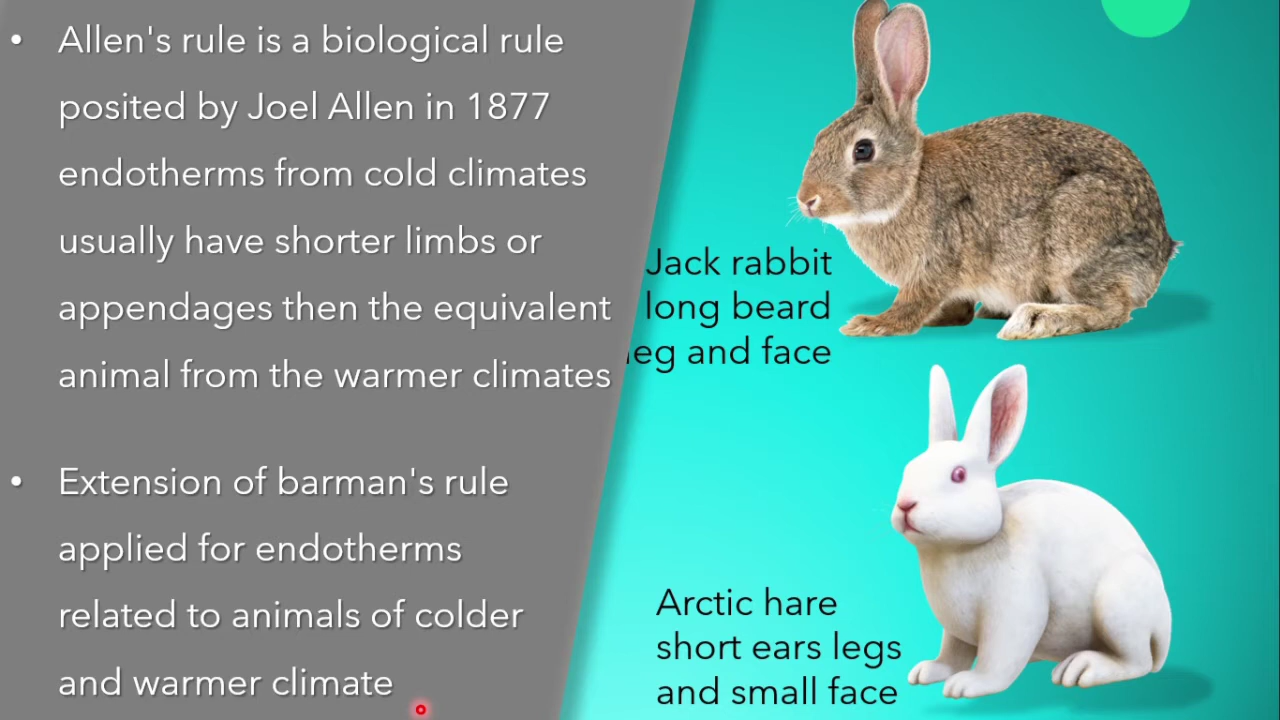 • Allen's rule is a biological rule
posited by Joel Allen in 1877
endotherms from cold climates
usually have shorter limbs or
appendages then the equivalent
animal from the warmer climates
• Extension of barman's rule
applied for endotherms
related to animals of colder
and warmer climate
Jack rabbit
long beard
leg and face
Arctic hare
short ears legs
and small face